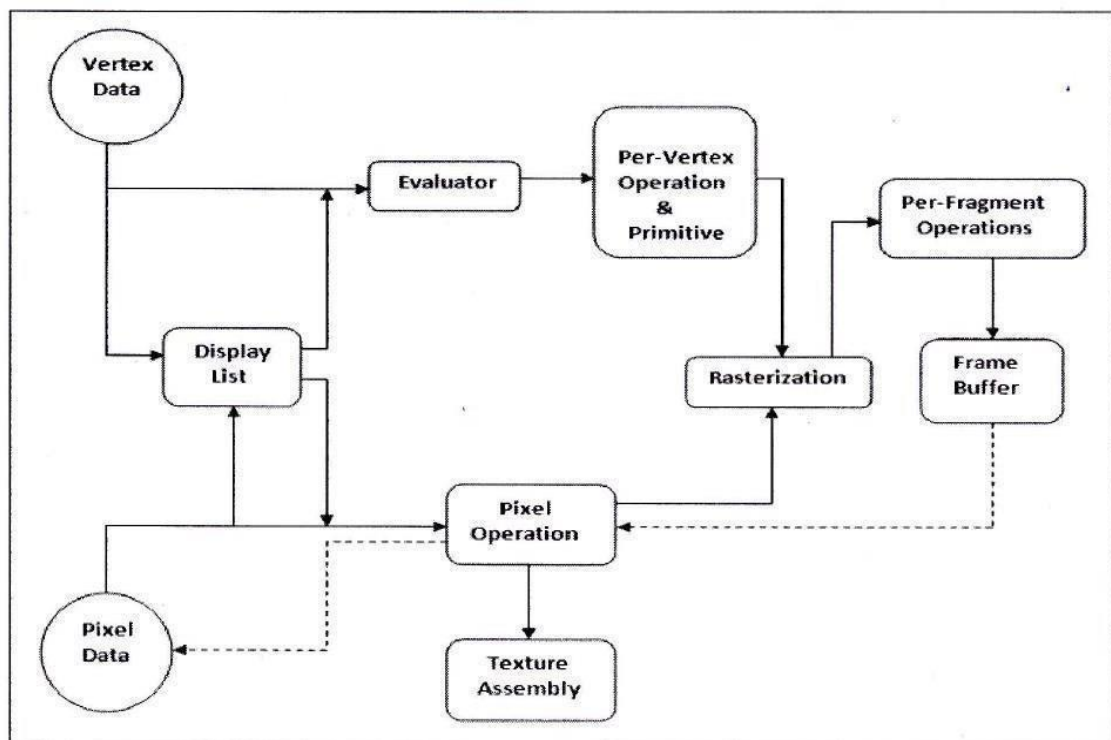 Vertex
Data
Evaluator
Per-Vertex
Operation
&
Primitive
Per-Fragment
Operations
Display
List
Rasterization
Frame
Buffer
Pixel
Operation
Pixel
Data
Texture
Assembly